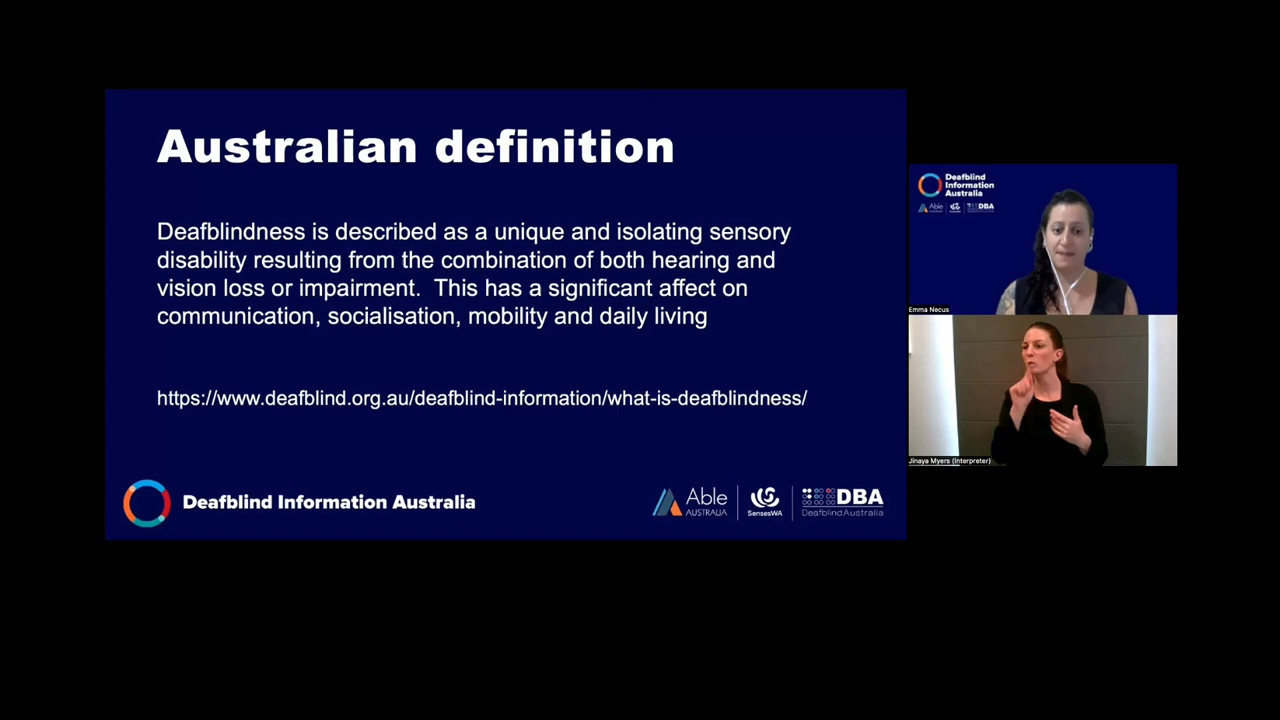 Australian definition
Deafblindness is described as a unique and isolating sensory
disability resulting from the combination of both hearing and
vision loss or impairment.  This has a significant affect on
communication, socialisation, mobility and daily living
https://www.deafblind.org.au/deafblind-information/what-is-deafblindness/
Deafblind Information Australia
Able
AUSTRALIA
SensesWA
DBA
DeafblindAustralia
Deafblind
Information
Australia
Able
DBA
Emma Necus
Jinaya Myers (Interpreter)